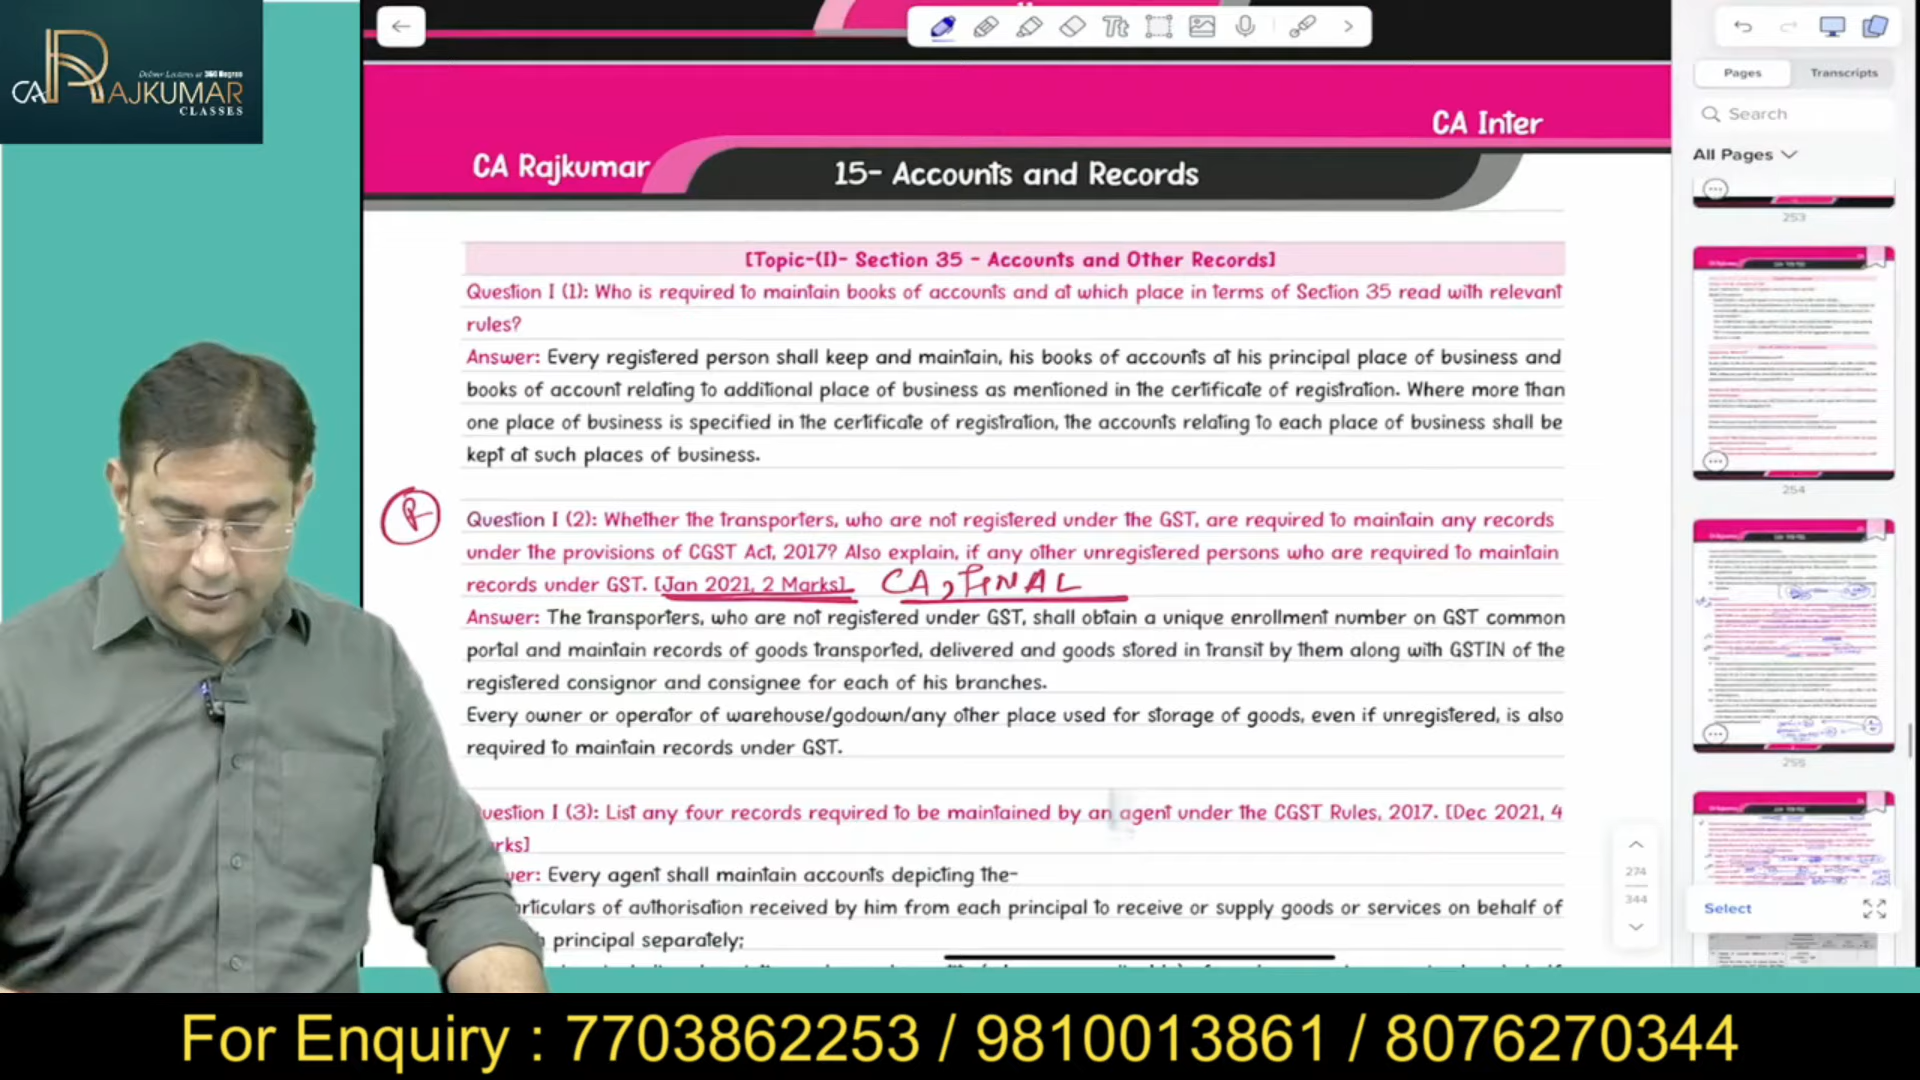 Deliver Lectures at 360 Degree
CA RAJKUMAR
CLASSES
Tt
Pages
Transcripts
Search
All Pages
253
254
255
Select
274
344
CA Inter
CA Rajkumar
15- Accounts and Records
[Topic-(I)- Section 35 - Accounts and Other Records]
Question I (1): Who is required to maintain books of accounts and at which place in terms of Section 35 read with relevant
rules?
Answer: Every registered person shall keep and maintain, his books of accounts at his principal place of business and
books of account relating to additional place of business as mentioned in the certificate of registration. Where more than
one place of business is specified in the certificate of registration, the accounts relating to each place of business shall be
kept at such places of business.
R
Question I (2): Whether the transporters, who are not registered under the GST, are required to maintain any records
under the provisions of CGST Act, 2017? Also explain, if any other unregistered persons who are required to maintain
records under GST. [Jan 2021, 2 Marks] CA, FINAL
Answer: The transporters, who are not registered under GST, shall obtain a unique enrollment number on GST common
portal and maintain records of goods transported, delivered and goods stored in transit by them along with GSTIN of the
registered consignor and consignee for each of his branches.
Every owner or operator of warehouse/godown/any other place used for storage of goods, even if unregistered, is also
required to maintain records under GST.
uestion I (3): List any four records required to be maintained by an agent under the CGST Rules, 2017. [Dec 2021, 4
rks]
er: Every agent shall maintain accounts depicting the-
articulars of authorisation received by him from each principal to receive or supply goods or services on behalf of
h principal separately;
For Enquiry : 7703862253 / 9810013861 / 8076270344